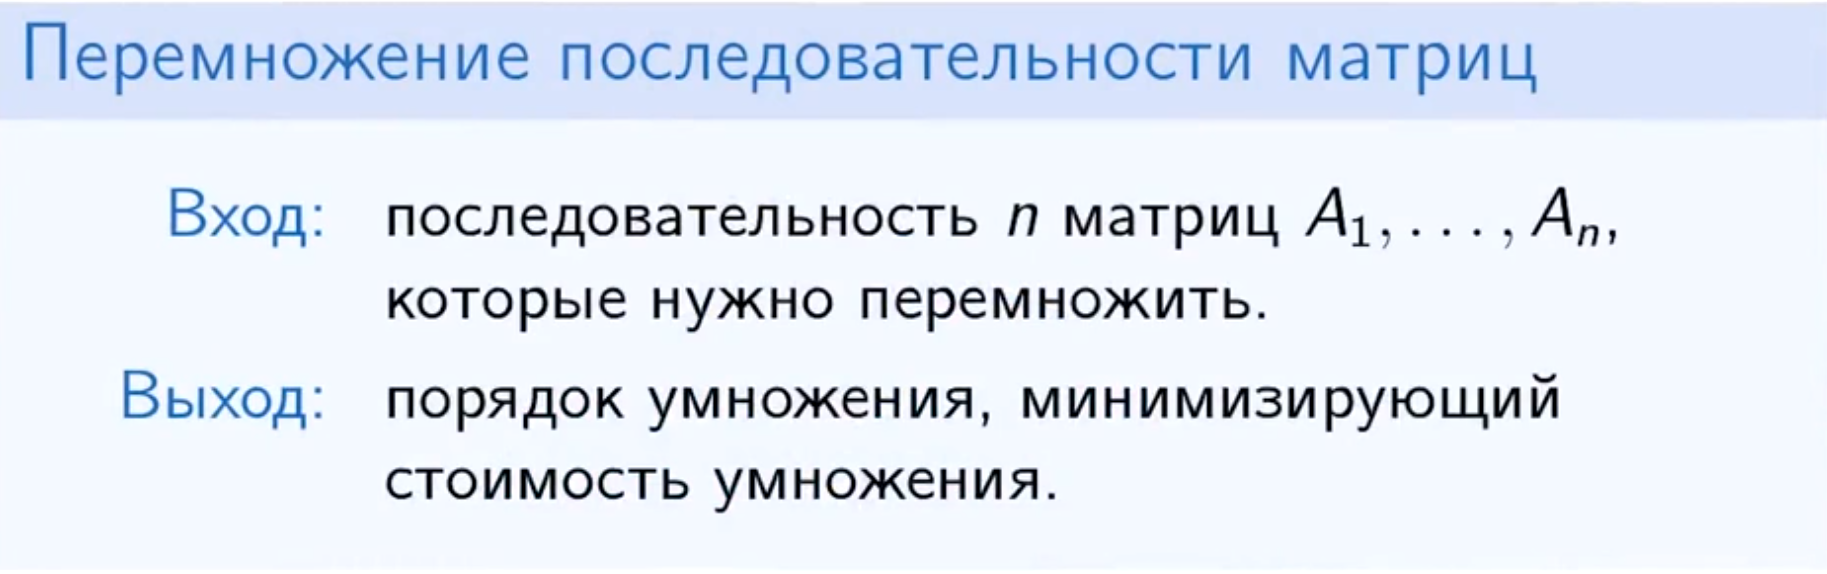 Перемножение последовательности матриц
Вход: последовательность n матриц A₁, . . . , Aₙ,
которые нужно перемножить.
Выход: порядок умножения, минимизирующий
стоимость умножения.